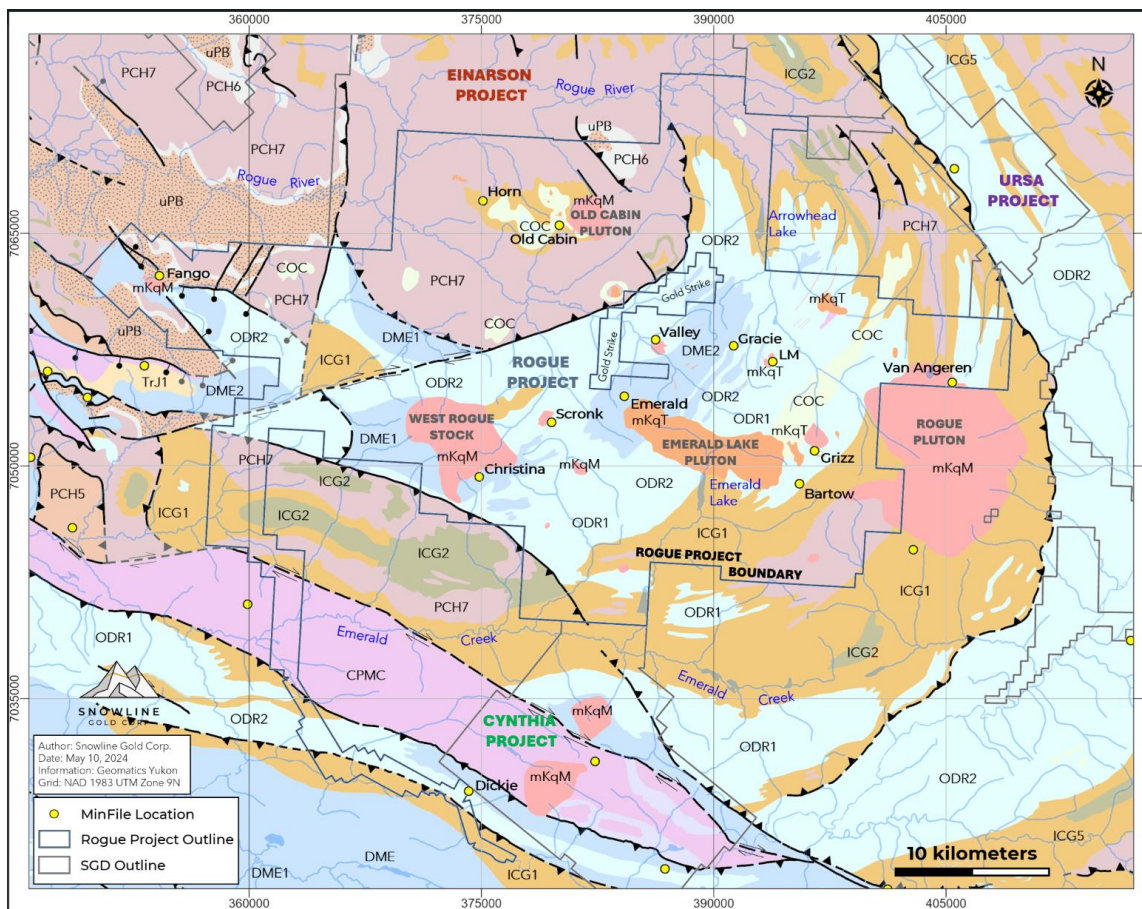 360000
375000
390000
405000
uPB
PCH7
PCH6
EINARSON
PROJECT
Rogue River
ICG2
ICG5
N
uPB
PCH6
PCH7
Rogue River
uPB
URSA
PROJECT
Horn
mKqM
OLD CABIN
PLUTON
COC
Old Cabin
Arrowhead
Lake
PCH7
ODR2
ODR2
7065000
Fango
mKqM
COC
PCH7
PCH7
Gold Strike
mKqT
uPB
ODR2
DME1
COC
Valley
DME2
Gracie
COC
LM
mKqT
Gold Strike
ICG1
ROGUE
PROJECT
Van Angeren
TrJ1
DME2
ODR2
ODR2
Emerald
mKqT
ODR1
COC
WEST ROGUE
STOCK
Scronk
mKqT
ROGUE
PLUTON
DME1
mKqM
EMERALD LAKE
PLUTON
Grizz
mKqM
7050000
PCH7
ICG2
Christina
mKqM
ODR2
Emerald
Lake
Bartow
PCH5
ICG1
ICG2
ODR1
ICG1
ICG2
ROGUE PROJECT
BOUNDARY
ICG1
PCH7
ODR1
ODR1
Emerald
Creek
ICG2
CPMC
Emerald
Creek
7035000
SNOWLINE
GOLD CORP
ODR2
CYNTHIA
PROJECT
mKqM
ODR1
ODR2
Author: Snowline Gold Corp.
Date: May 10, 2024
Information: Geomatics Yukon
Grid: NAD 1983 UTM Zone 9N
mKqM
Dickie
MinFile Location
Rogue Project Outline
SGD Outline
DME
DME1
ICG1
ICG5
10 kilometers
360000
375000
390000
405000